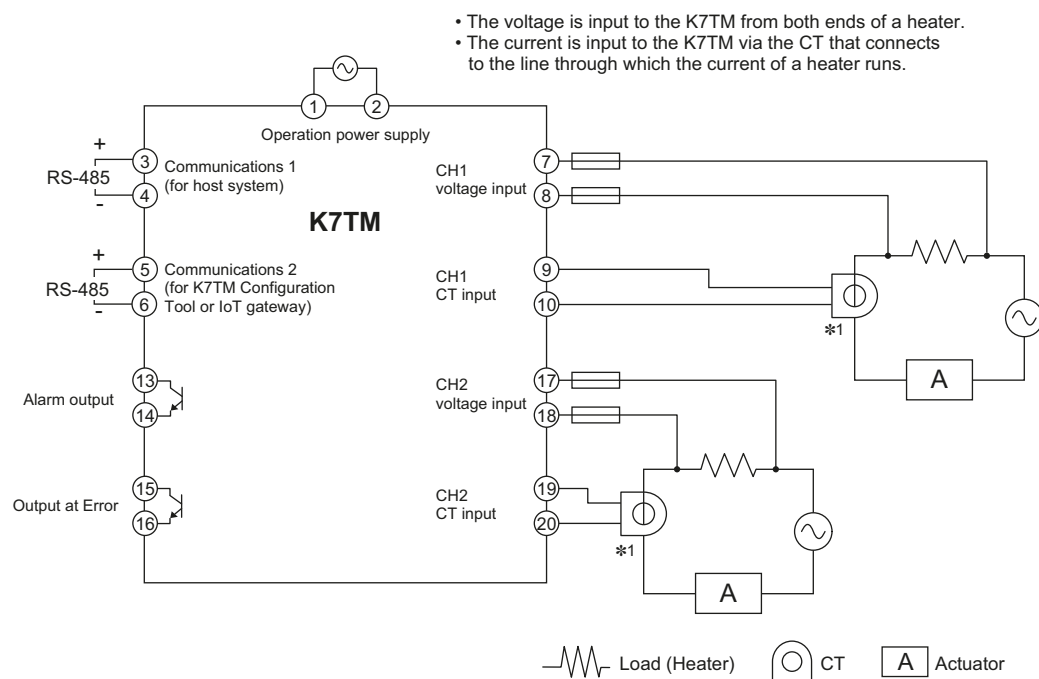 • The voltage is input to the K7TM from both ends of a heater.
• The current is input to the K7TM via the CT that connects
to the line through which the current of a heater runs.
1
2
Operation power supply
+
RS-485
-
3
4
Communications 1
(for host system)
K7TM
+
RS-485
-
5
6
Communications 2
(for K7TM Configuration
Tool or IoT gateway)
Alarm output
13
14
Output at Error
15
16
CH1
voltage input
7
8
CH1
CT input
9
10
✻1
A
CH2
voltage input
17
18
CH2
CT input
19
20
✻1
A
Load (Heater)
CT
A
Actuator